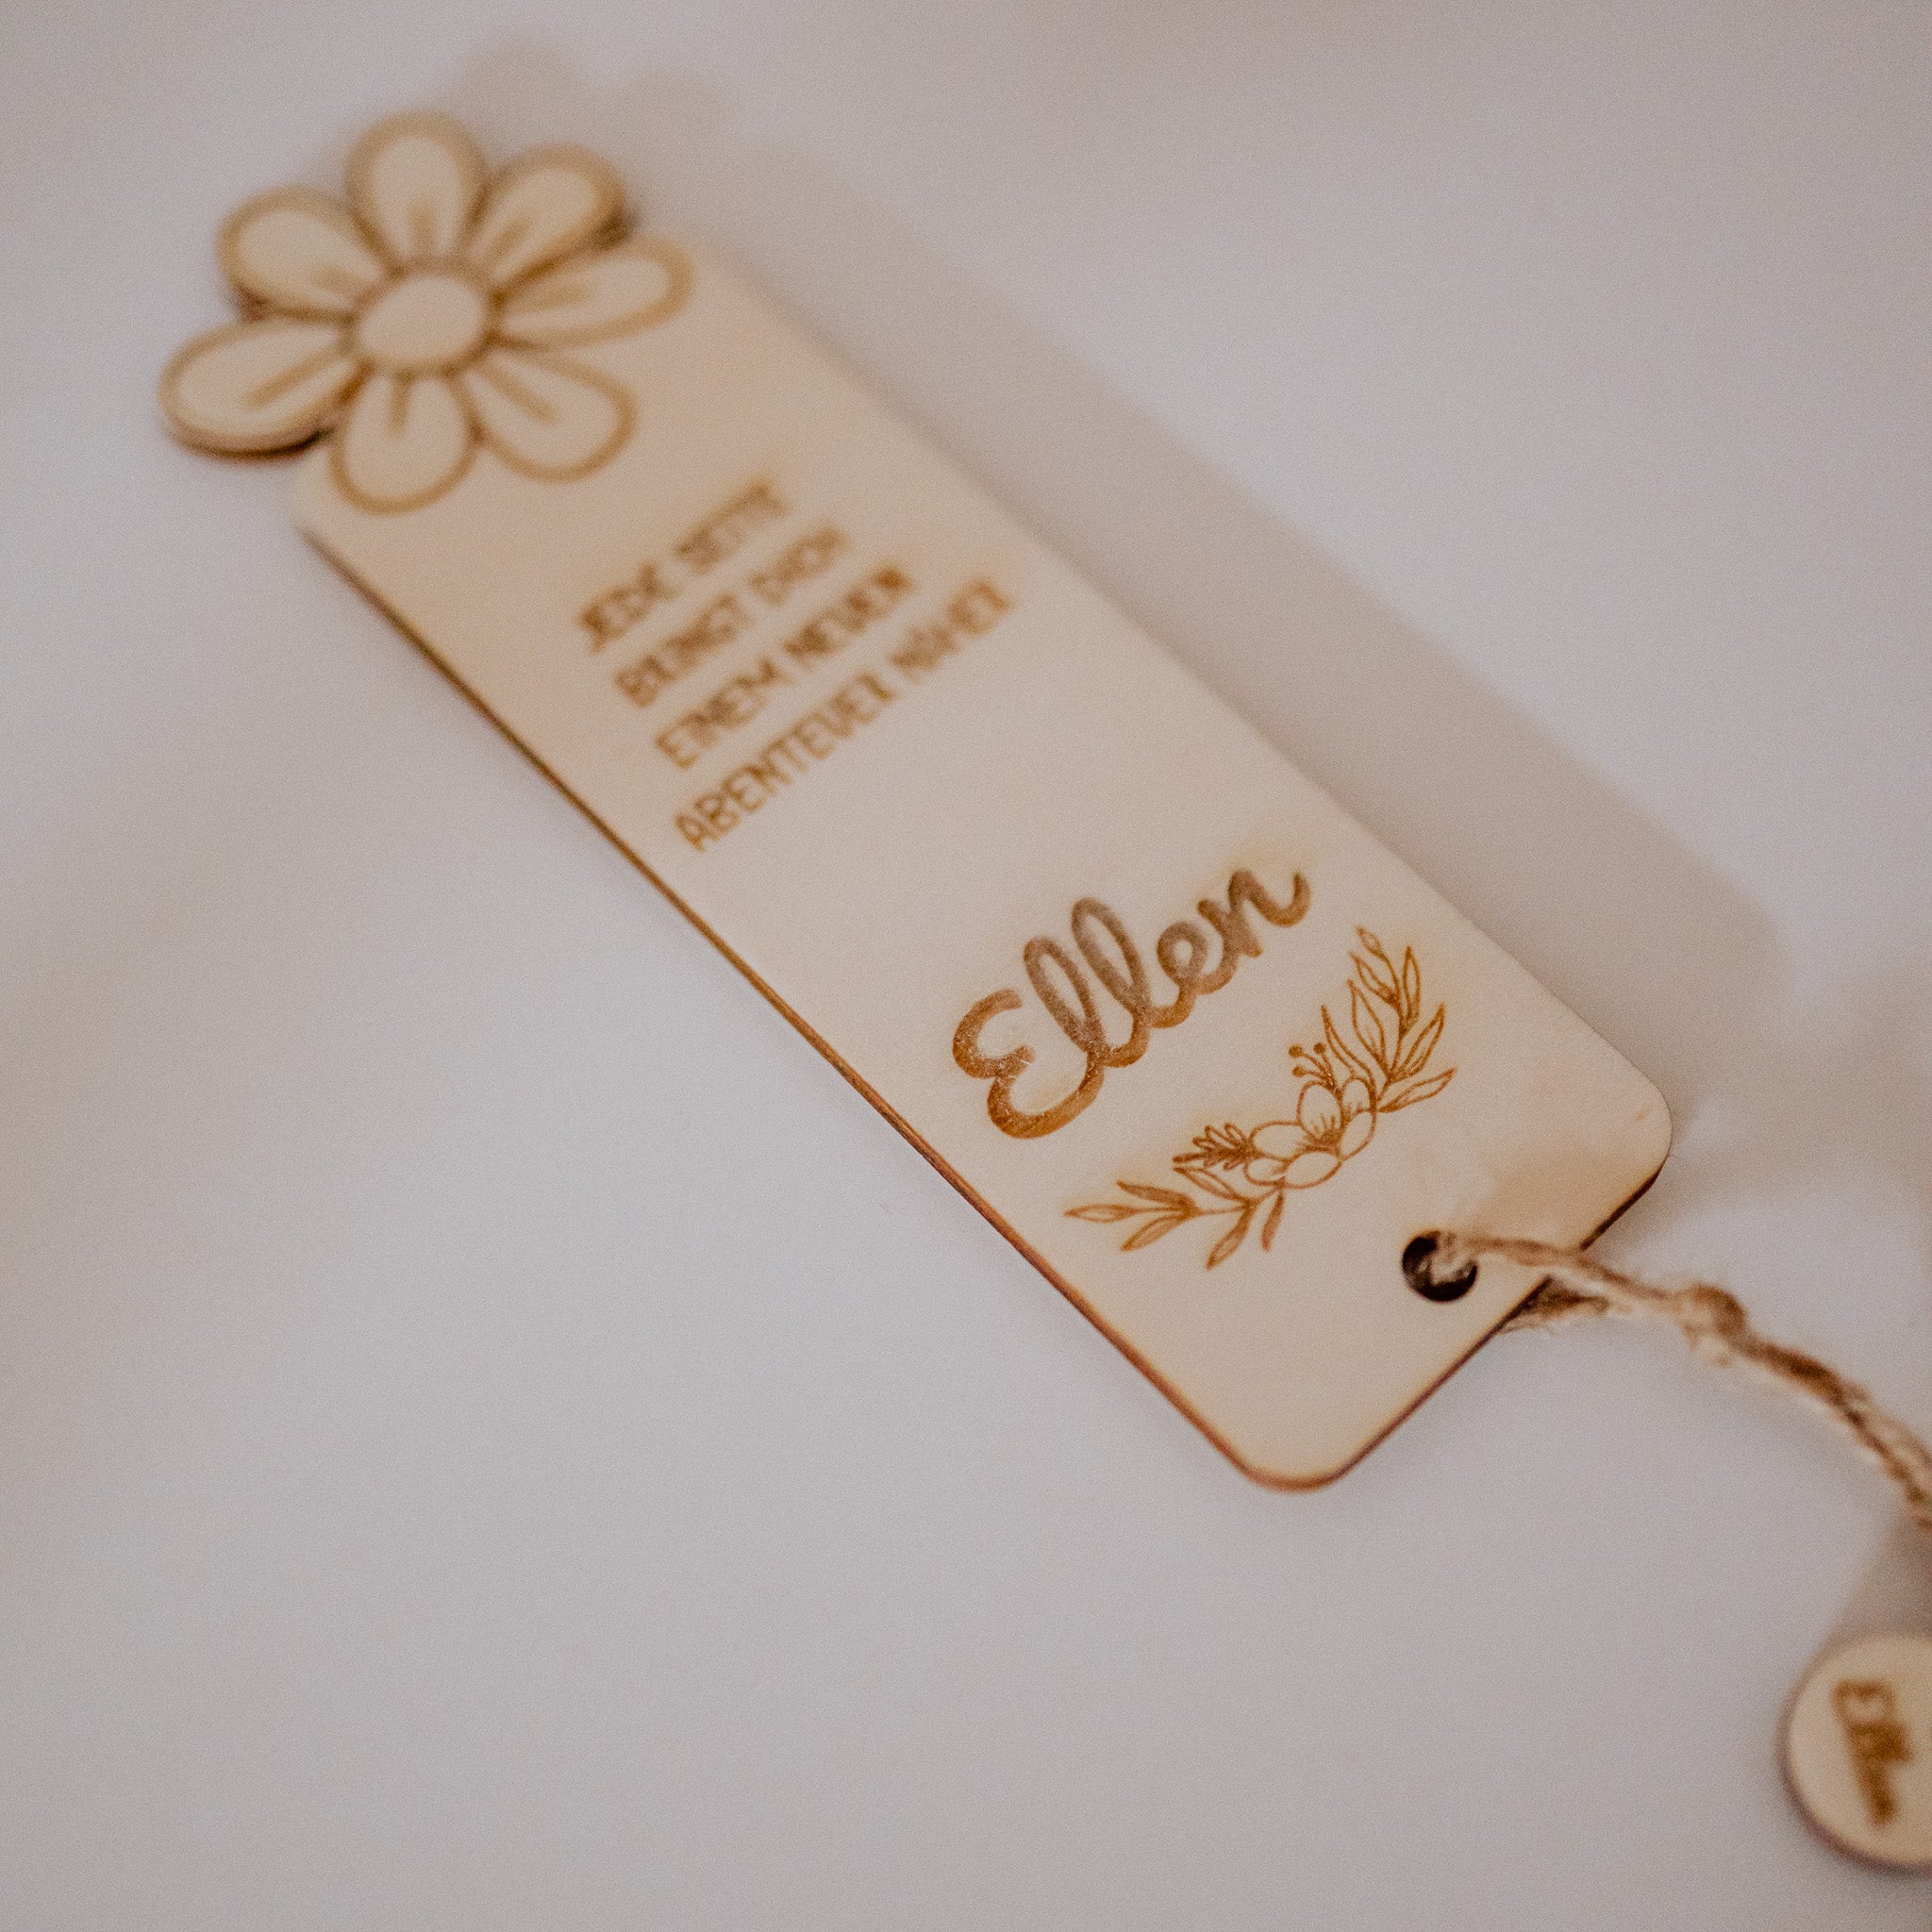 JEDE SEITE
BRINGT DICH
EINEM NEUEN
ABENTEUER NÄHER
Ellen
Ellen